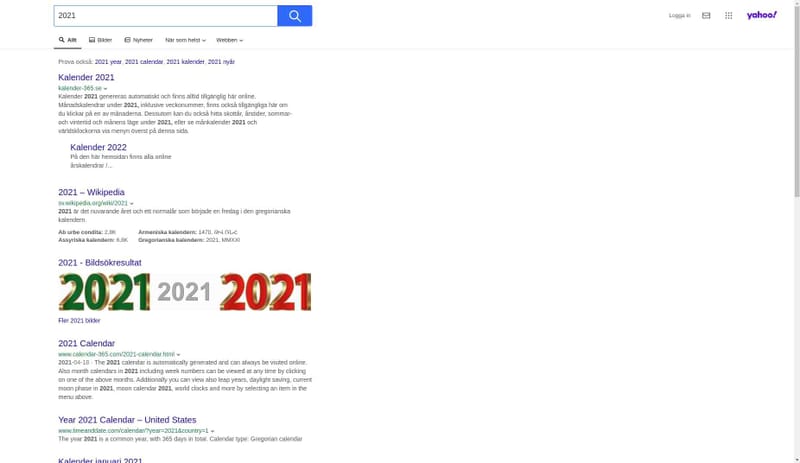 2021
Logga in
yahoo!
Allt
Bilder
Nyheter
När som helst
Webben
Prova också: 2021 year, 2021 calendar, 2021 kalender, 2021 nyår
Kalender 2021
kalender-365.se
Kalender 2021 genereras automatiskt och finns alltid tillgänglig här online.
Månadskalendrar under 2021, inklusive veckonummer, finns också tillgängliga här om
du klickar på en av månaderna. Dessutom kan du också hitta skottår, årstider, sommar-
och vintertid och månens läge under 2021, eller se månkalender 2021 och
världsklockorna via menyn överst på denna sida.
Kalender 2022
På den här hemsidan finns alla online
årskalendrar /...
2021 – Wikipedia
sv.wikipedia.org/wiki/2021
2021 är det nuvarande året och ett normalår som började en fredag i den gregorianska
kalendern.
Ab urbe condita: 2,8K
Armeniska kalendern: 1470,
Assyriska kalendern: 6,8K
Gregorianska kalendern: 2021, MMXXI
2021 - Bildsökresultat
2021
2021
2021
Fler 2021 bilder
2021 Calendar
www.calendar-365.com/2021-calendar.html
2021-04-18 · The 2021 calendar is automatically generated and can always be visited online.
Also month calendars in 2021 including week numbers can be viewed at any time by clicking
on one of the above months. Additionally you can view also leap years, daylight saving, current
moon phase in 2021, moon calendar 2021, world clocks and more by selecting an item in the
menu above.
Year 2021 Calendar – United States
www.timeanddate.com/calendar/?year=2021&country=1
The year 2021 is a common year, with 365 days in total. Calendar type: Gregorian calendar
Kalender januari 2021